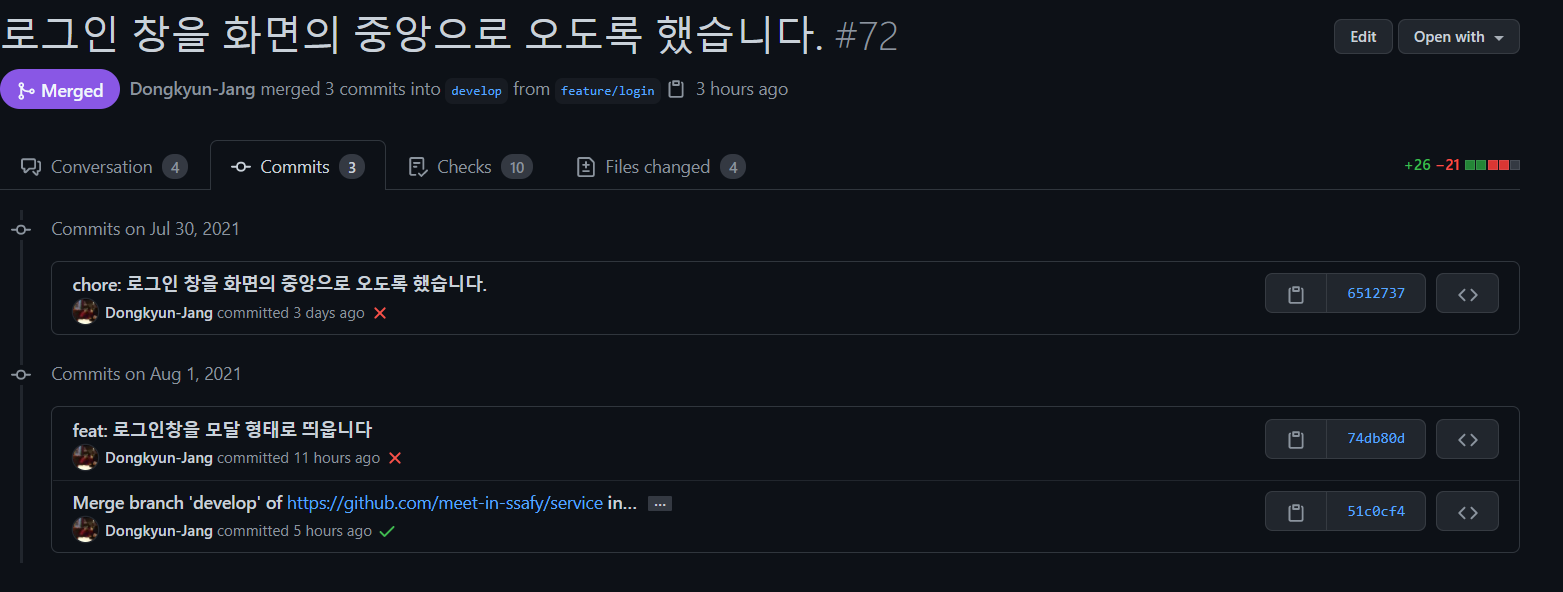 로그인 창을 화면의 중앙으로 오도록 했습니다. #72
Edit
Open with
Merged
Dongkyun-Jang merged 3 commits into develop from feature/login 3 hours ago
Conversation 4
Commits 3
Checks 10
Files changed 4
+26 −21
Commits on Jul 30, 2021
chore: 로그인 창을 화면의 중앙으로 오도록 했습니다.
Dongkyun-Jang committed 3 days ago
6512737
Commits on Aug 1, 2021
feat: 로그인창을 모달 형태로 띄웁니다
Dongkyun-Jang committed 11 hours ago
74db80d
Merge branch 'develop' of https://github.com/meet-in-ssafy/service in… …
Dongkyun-Jang committed 5 hours ago
51c0cf4